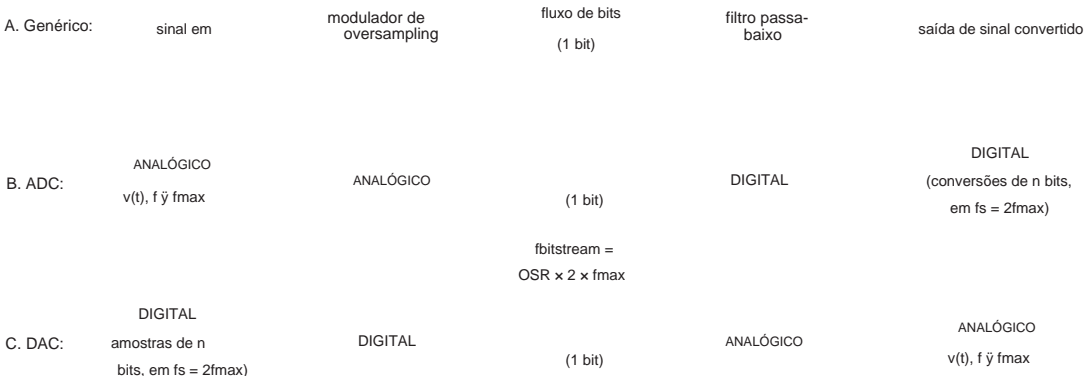 A. Genérico:
sinal em
modulador de
oversampling
fluxo de bits
(1 bit)
filtro passa-
baixo
saída de sinal convertido
B. ADC:
ANALÓGICO
v(t), f ÿ fmax
ANALÓGICO
(1 bit)
fbitstream =
OSR × 2 × fmax
DIGITAL
DIGITAL
(conversões de n bits,
em fs = 2fmax)
C. DAC:
DIGITAL
amostras de n
bits, em fs = 2fmax)
DIGITAL
(1 bit)
ANALÓGICO
ANALÓGICO
v(t), f ÿ fmax